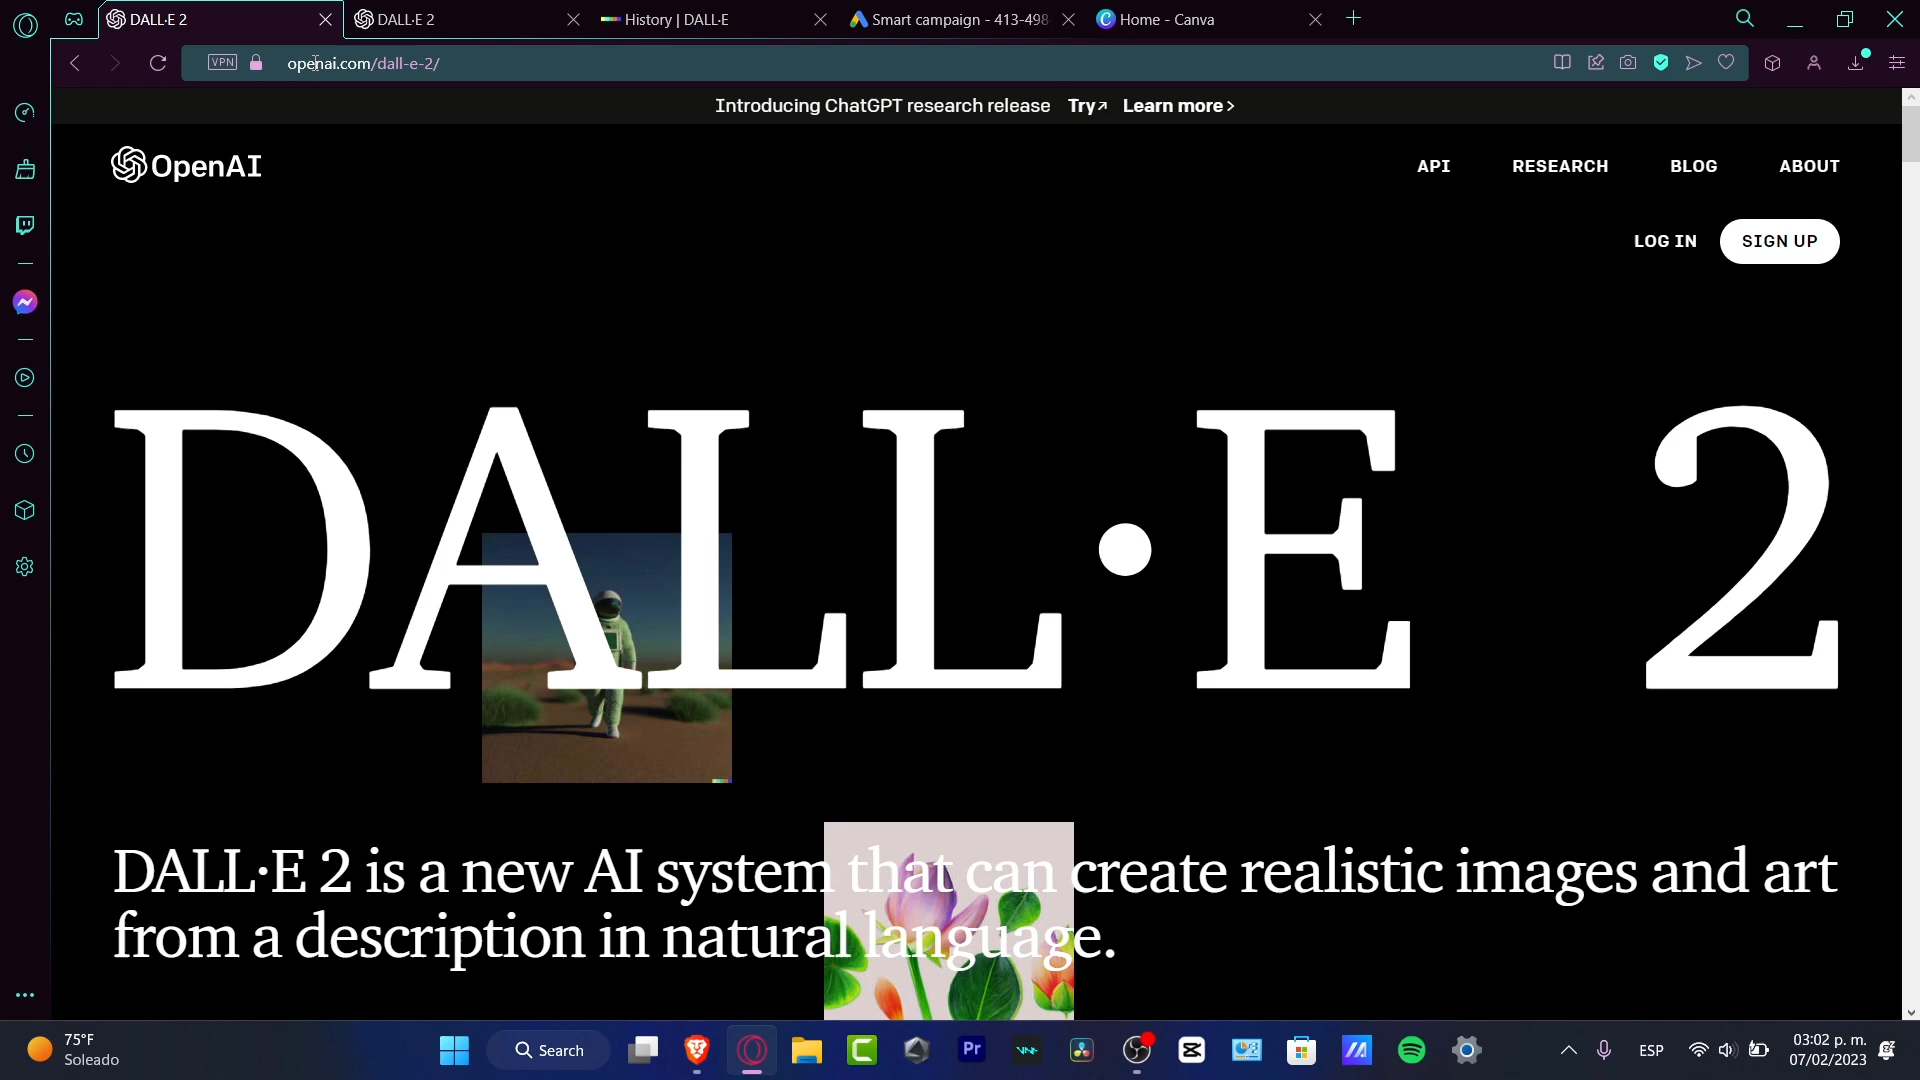 DALL·E 2
DALL·E 2
History | DALL·E
Smart campaign - 413-498-
Home - Canva
VPN
openai.com/dall-e-2/
Introducing ChatGPT research release Try↗ Learn more >
OpenAI
API
RESEARCH
BLOG
ABOUT
LOG IN
SIGN UP
DALL·E 2
DALL·E 2 is a new AI system that can create realistic images and art
from a description in natural language.
75°F
Soleado
Search
Pr
ESP
03:02 p. m.
07/02/2023